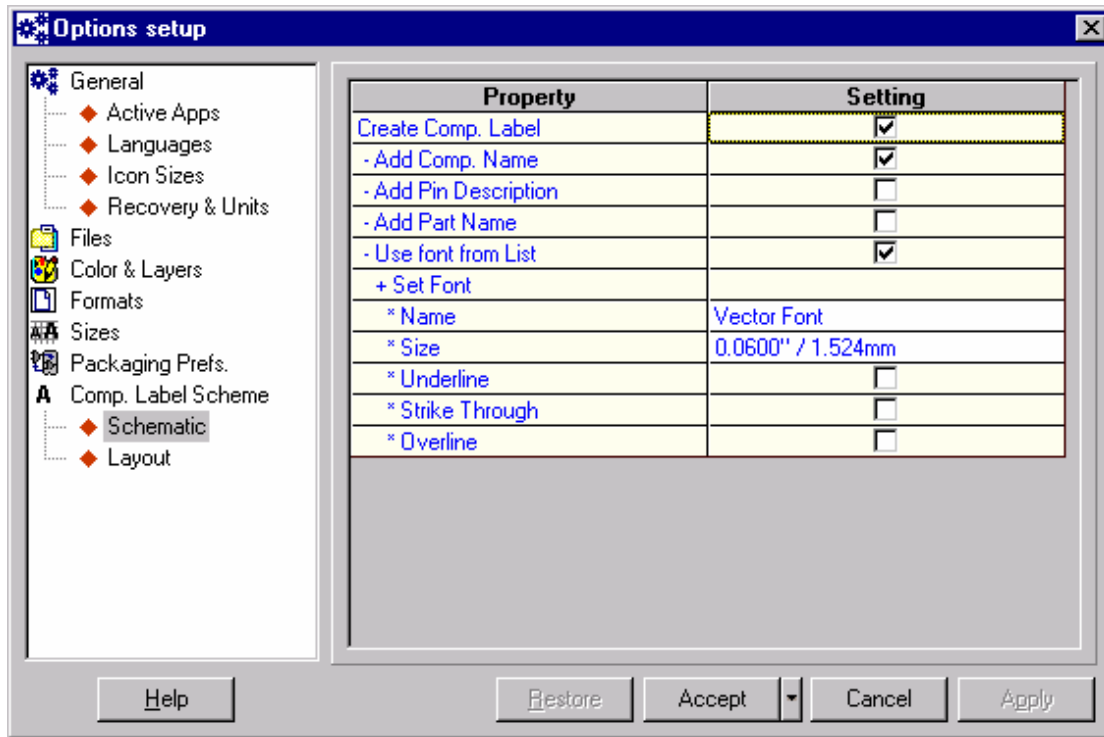 Options setup
General
Active Apps
Languages
Icon Sizes
Recovery & Units
Files
Color & Layers
Formats
Sizes
Packaging Prefs.
A Comp. Label Scheme
Schematic
Layout
Property Setting
Create Comp. Label
- Add Comp. Name
- Add Pin Description
- Add Part Name
- Use font from List
+ Set Font
* Name Vector Font
* Size 0.0600'' / 1.524mm
* Underline
* Strike Through
* Overline
Help Restore Accept Cancel Apply